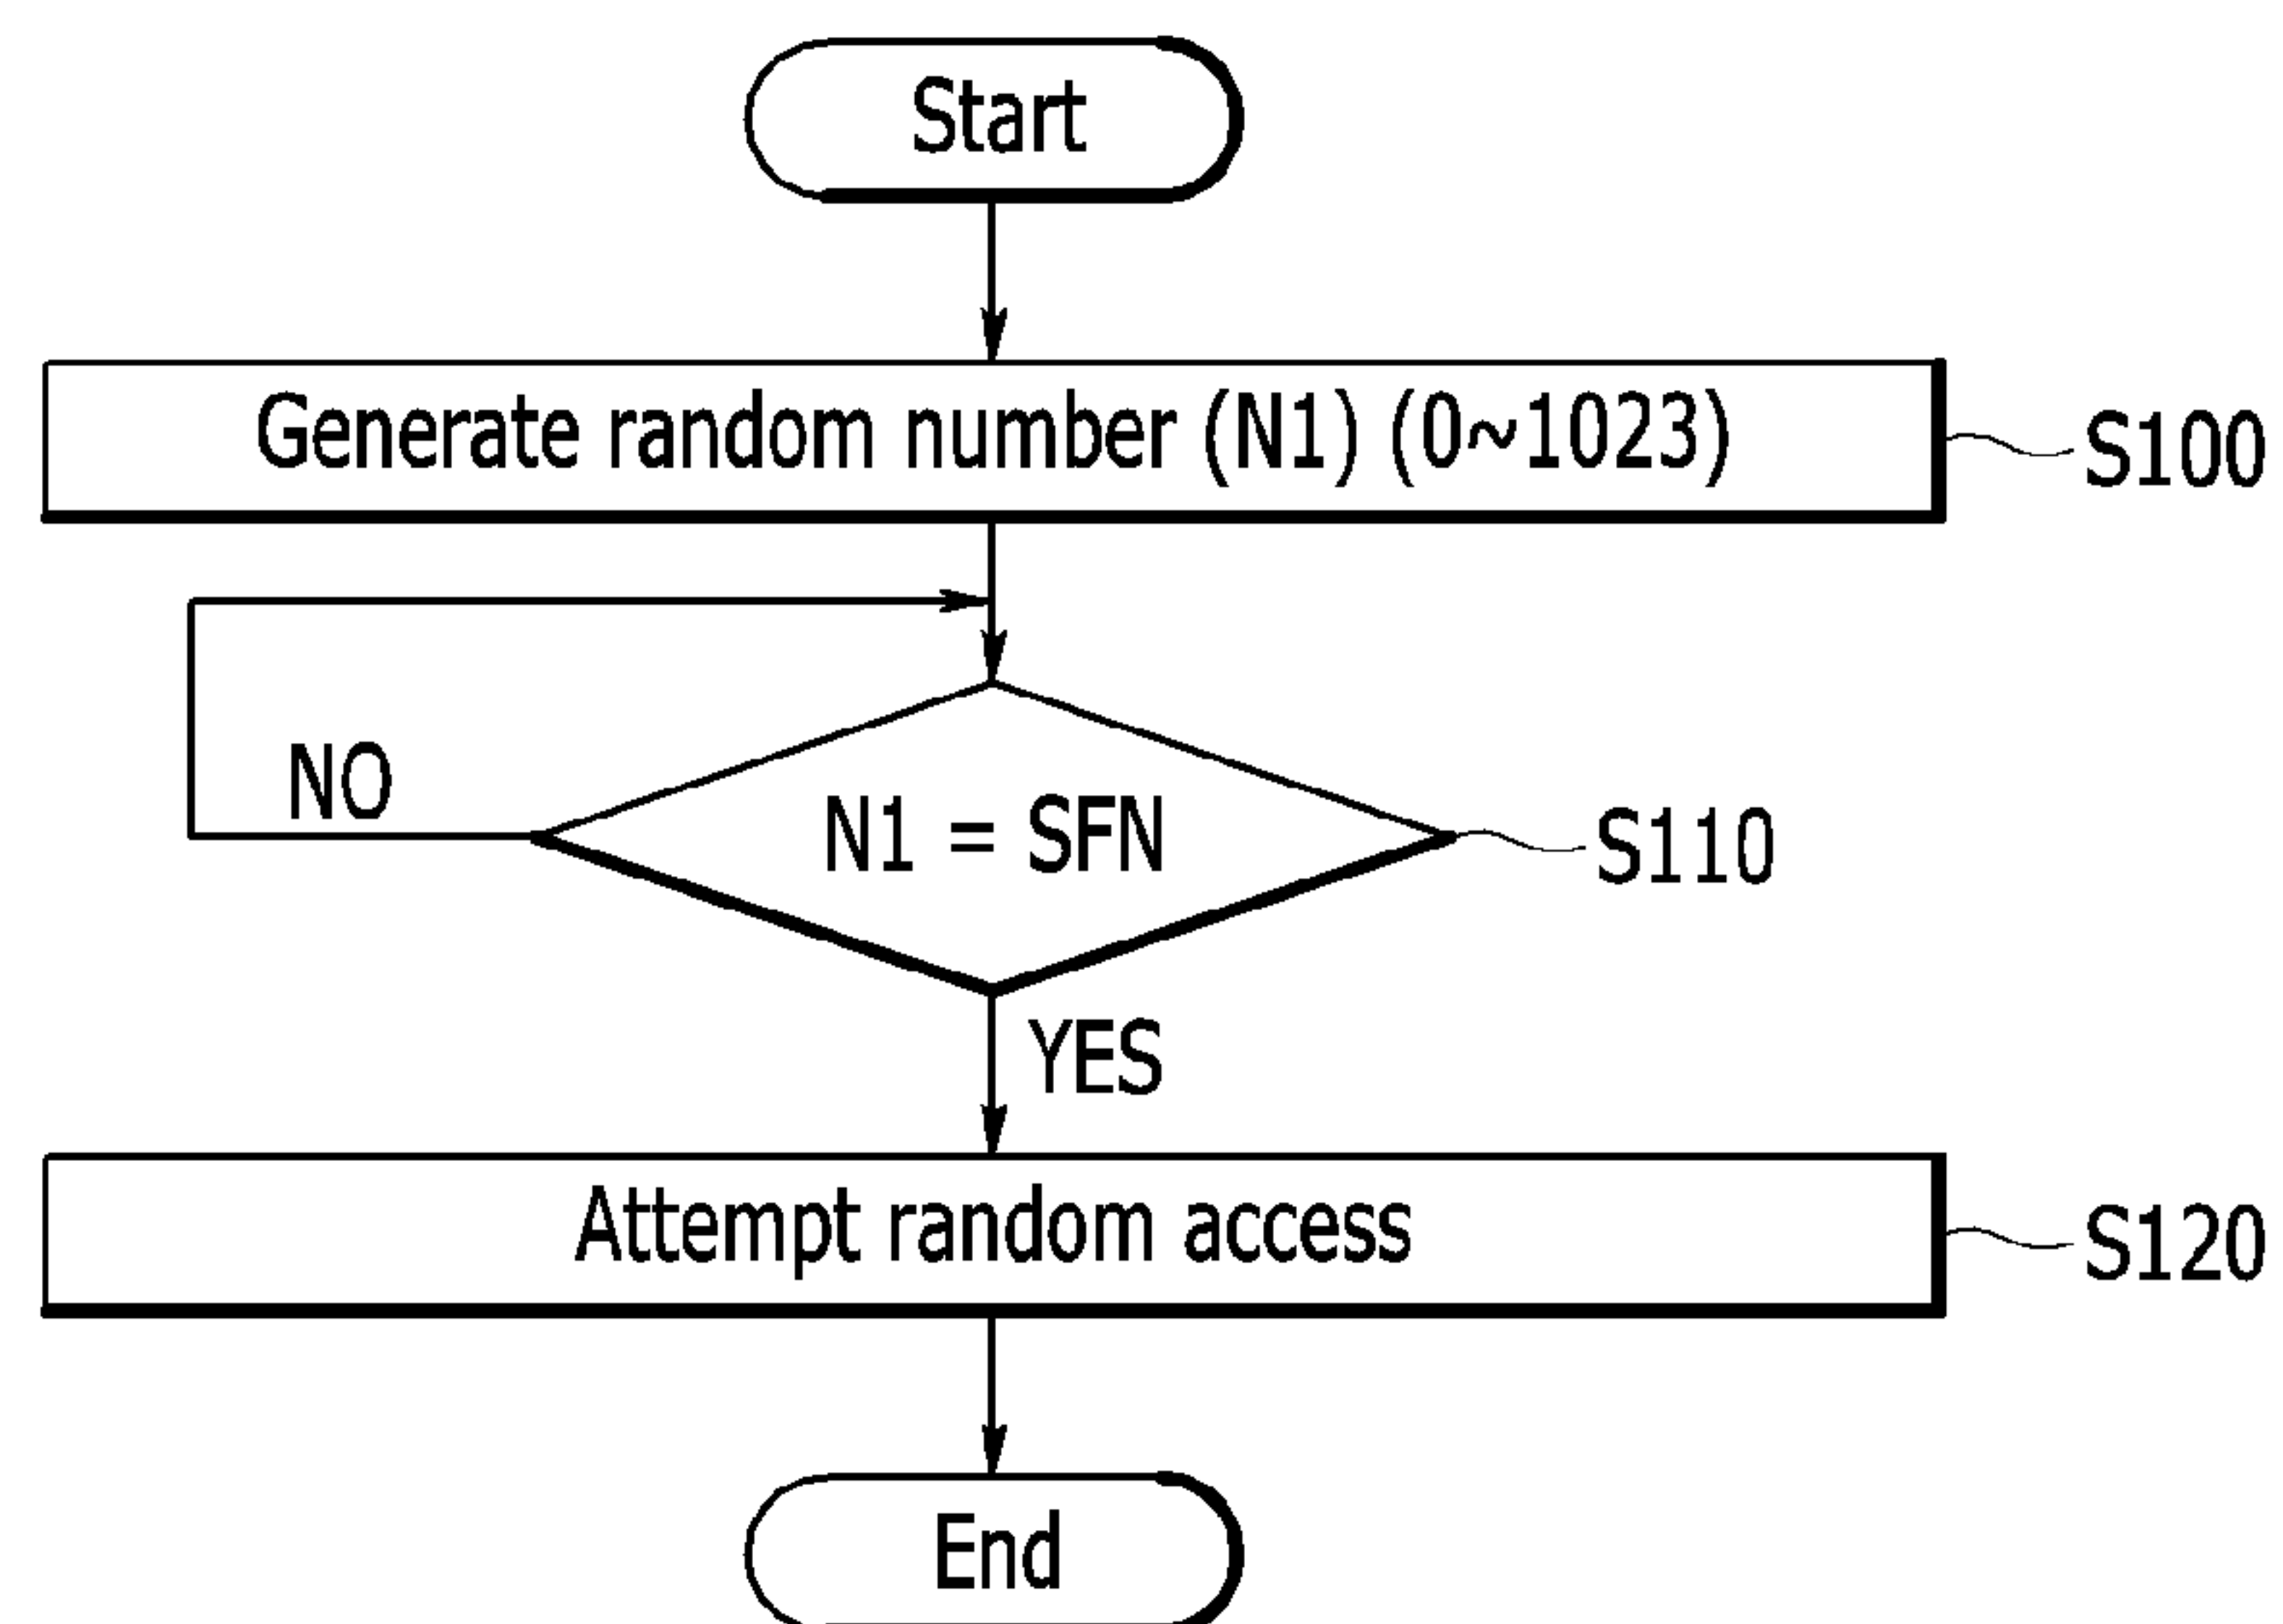 Start
Generate random number (N1) (0~1023)
S100
NO
N1 = SFN
S110
YES
Attempt random access
S120
End